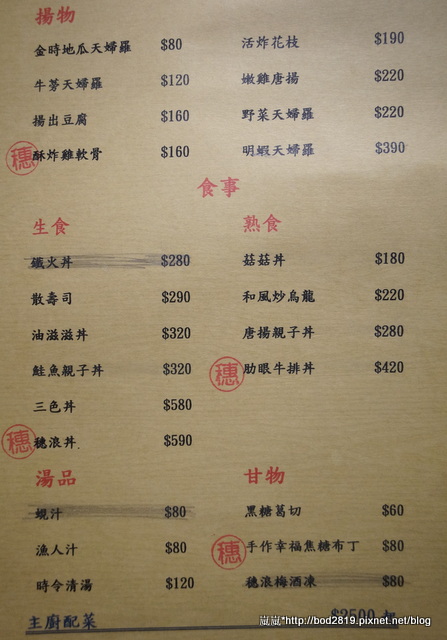 揚物
金時地瓜天婦羅 $80
牛蒡天婦羅 $120
揚出豆腐 $160
穗 酥炸雞軟骨 $160
活炸花枝 $190
嫩雞唐揚 $220
野菜天婦羅 $220
明蝦天婦羅 $390
食事
生食
鐵火丼 $280
散壽司 $290
油滋滋丼 $320
鮭魚親子丼 $320
三色丼 $580
穗 穗浪丼 $590
熟食
菇菇丼 $180
和風炒烏龍 $220
唐揚親子丼 $280
穗 肋眼牛排丼 $420
湯品
蜆汁 $80
漁人汁 $80
時令清湯 $120
甘物
黑糖葛切 $60
穗 手作幸福焦糖布丁 $80
穗浪梅酒凍 $80
主廚配菜 $2500 起
嵐嵐*http://bod2819.pixnet.net/blog